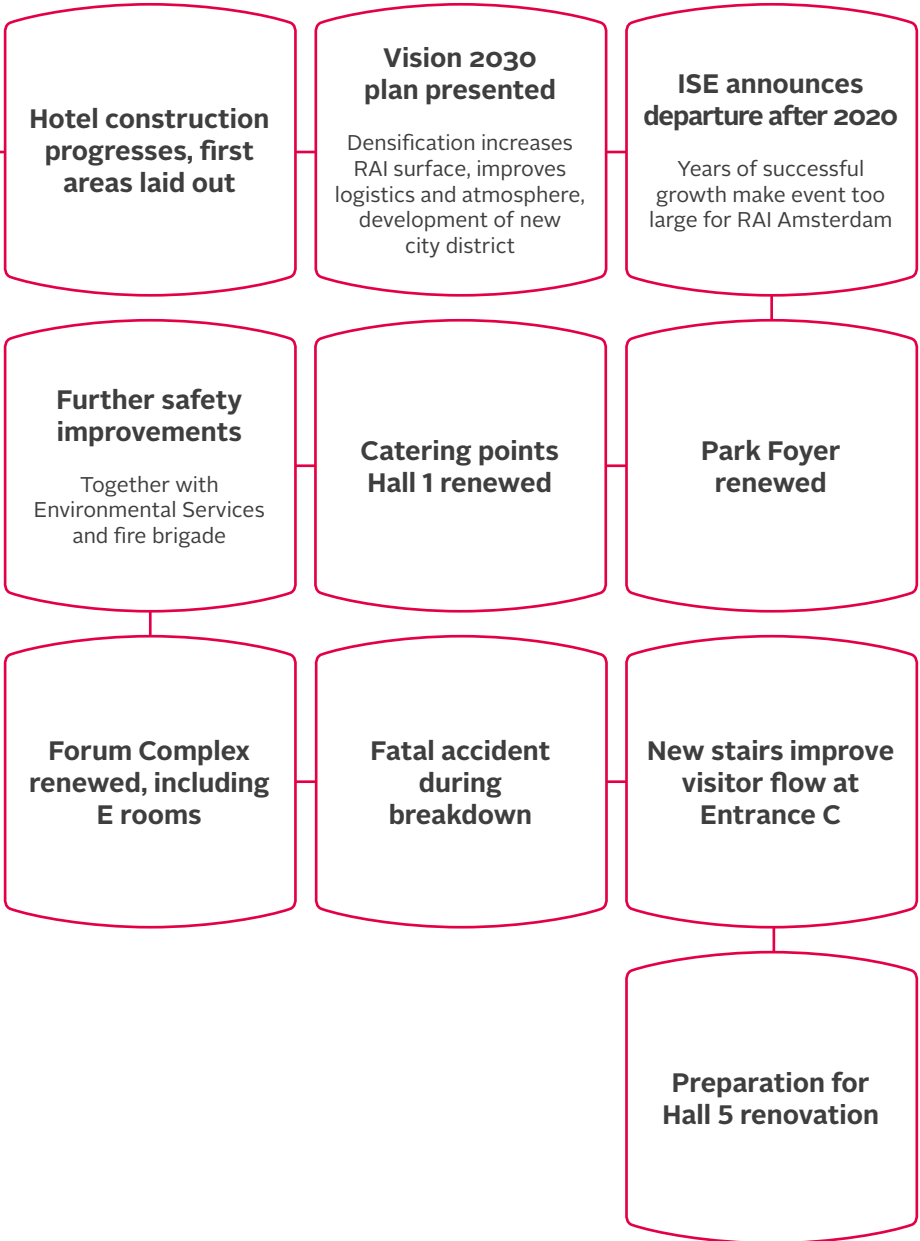 Hotel construction
progresses, first
areas laid out
Vision 2030
plan presented
Densification increases
RAI surface, improves
logistics and atmosphere,
development of new
city district
ISE announces
departure after 2020
Years of successful
growth make event too
large for RAI Amsterdam
Further safety
improvements
Together with
Environmental Services
and fire brigade
Catering points
Hall 1 renewed
Park Foyer
renewed
Forum Complex
renewed, including
E rooms
Fatal accident
during
breakdown
New stairs improve
visitor flow at
Entrance C
Preparation for
Hall 5 renovation